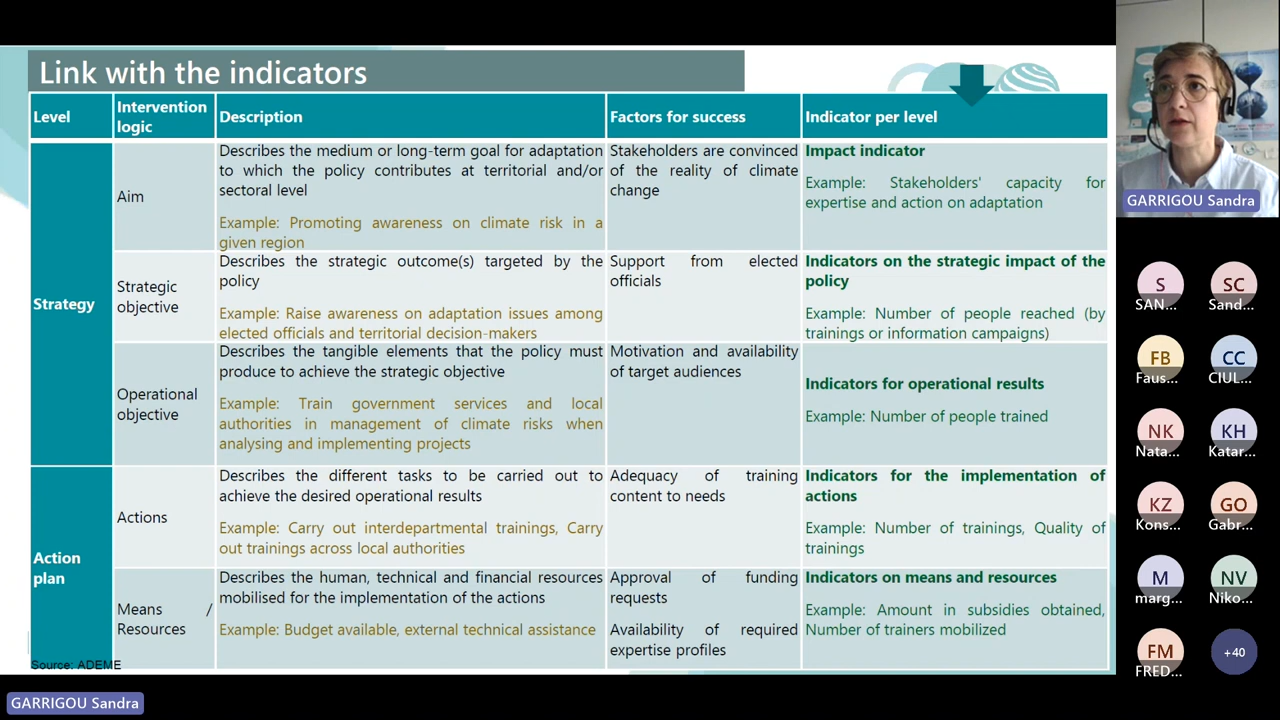 Link with the indicators
Level
Intervention
logic
Description
Factors for success
Indicator per level
Strategy
Aim
Describes the medium or long-term goal for adaptation
to which the policy contributes at territorial and/or
sectoral level
Example: Promoting awareness on climate risk in a
given region
Stakeholders are convinced
of the reality of climate
change
Impact indicator
Example: Stakeholders' capacity for
expertise and action on adaptation
Strategic
objective
Describes the strategic outcome(s) targeted by the
policy
Example: Raise awareness on adaptation issues among
elected officials and territorial decision-makers
Support from elected
officials
Indicators on the strategic impact of the
policy
Example: Number of people reached (by
trainings or information campaigns)
Operational
objective
Describes the tangible elements that the policy must
produce to achieve the strategic objective
Example: Train government services and local
authorities in management of climate risks when
analysing and implementing projects
Motivation and availability
of target audiences
Indicators for operational results
Example: Number of people trained
Action
plan
Actions
Describes the different tasks to be carried out to
achieve the desired operational results
Example: Carry out interdepartmental trainings, Carry
out trainings across local authorities
Adequacy of training
content to needs
Indicators for the implementation of
actions
Example: Number of trainings, Quality of
trainings
Means /
Resources
Describes the human, technical and financial resources
mobilised for the implementation of the actions
Example: Budget available, external technical assistance
Approval of funding
requests
Availability of required
expertise profiles
Indicators on means and resources
Example: Amount in subsidies obtained,
Number of trainers mobilized
Source: ADEME
GARRIGOU Sandra
GARRIGOU Sandra
S
SAN...
SC
Sand...
FB
Faus...
CC
CIUL...
NK
Nata...
KH
Katar...
KZ
Kons...
GO
Gabr...
M
marg...
NV
Niko...
FM
FRED...
+40